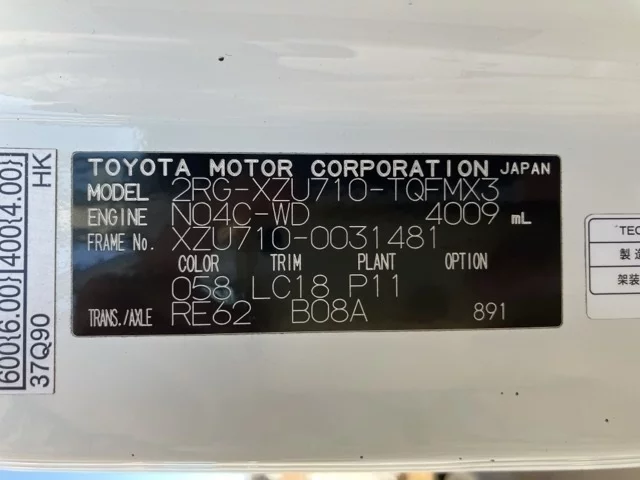 TOYOTA MOTOR CORPORATION JAPAN
MODEL 2RG-XZU710-TQFMX3
ENGINE N04C-WD 4009 mL
FRAME No. XZU710-0031481
COLOR TRIM PLANT OPTION
058 LC18 P11
TRANS./AXLE RE62 B08A 891
600{6.00}400{4.00}
HK
37Q90
TEC
製造
架装